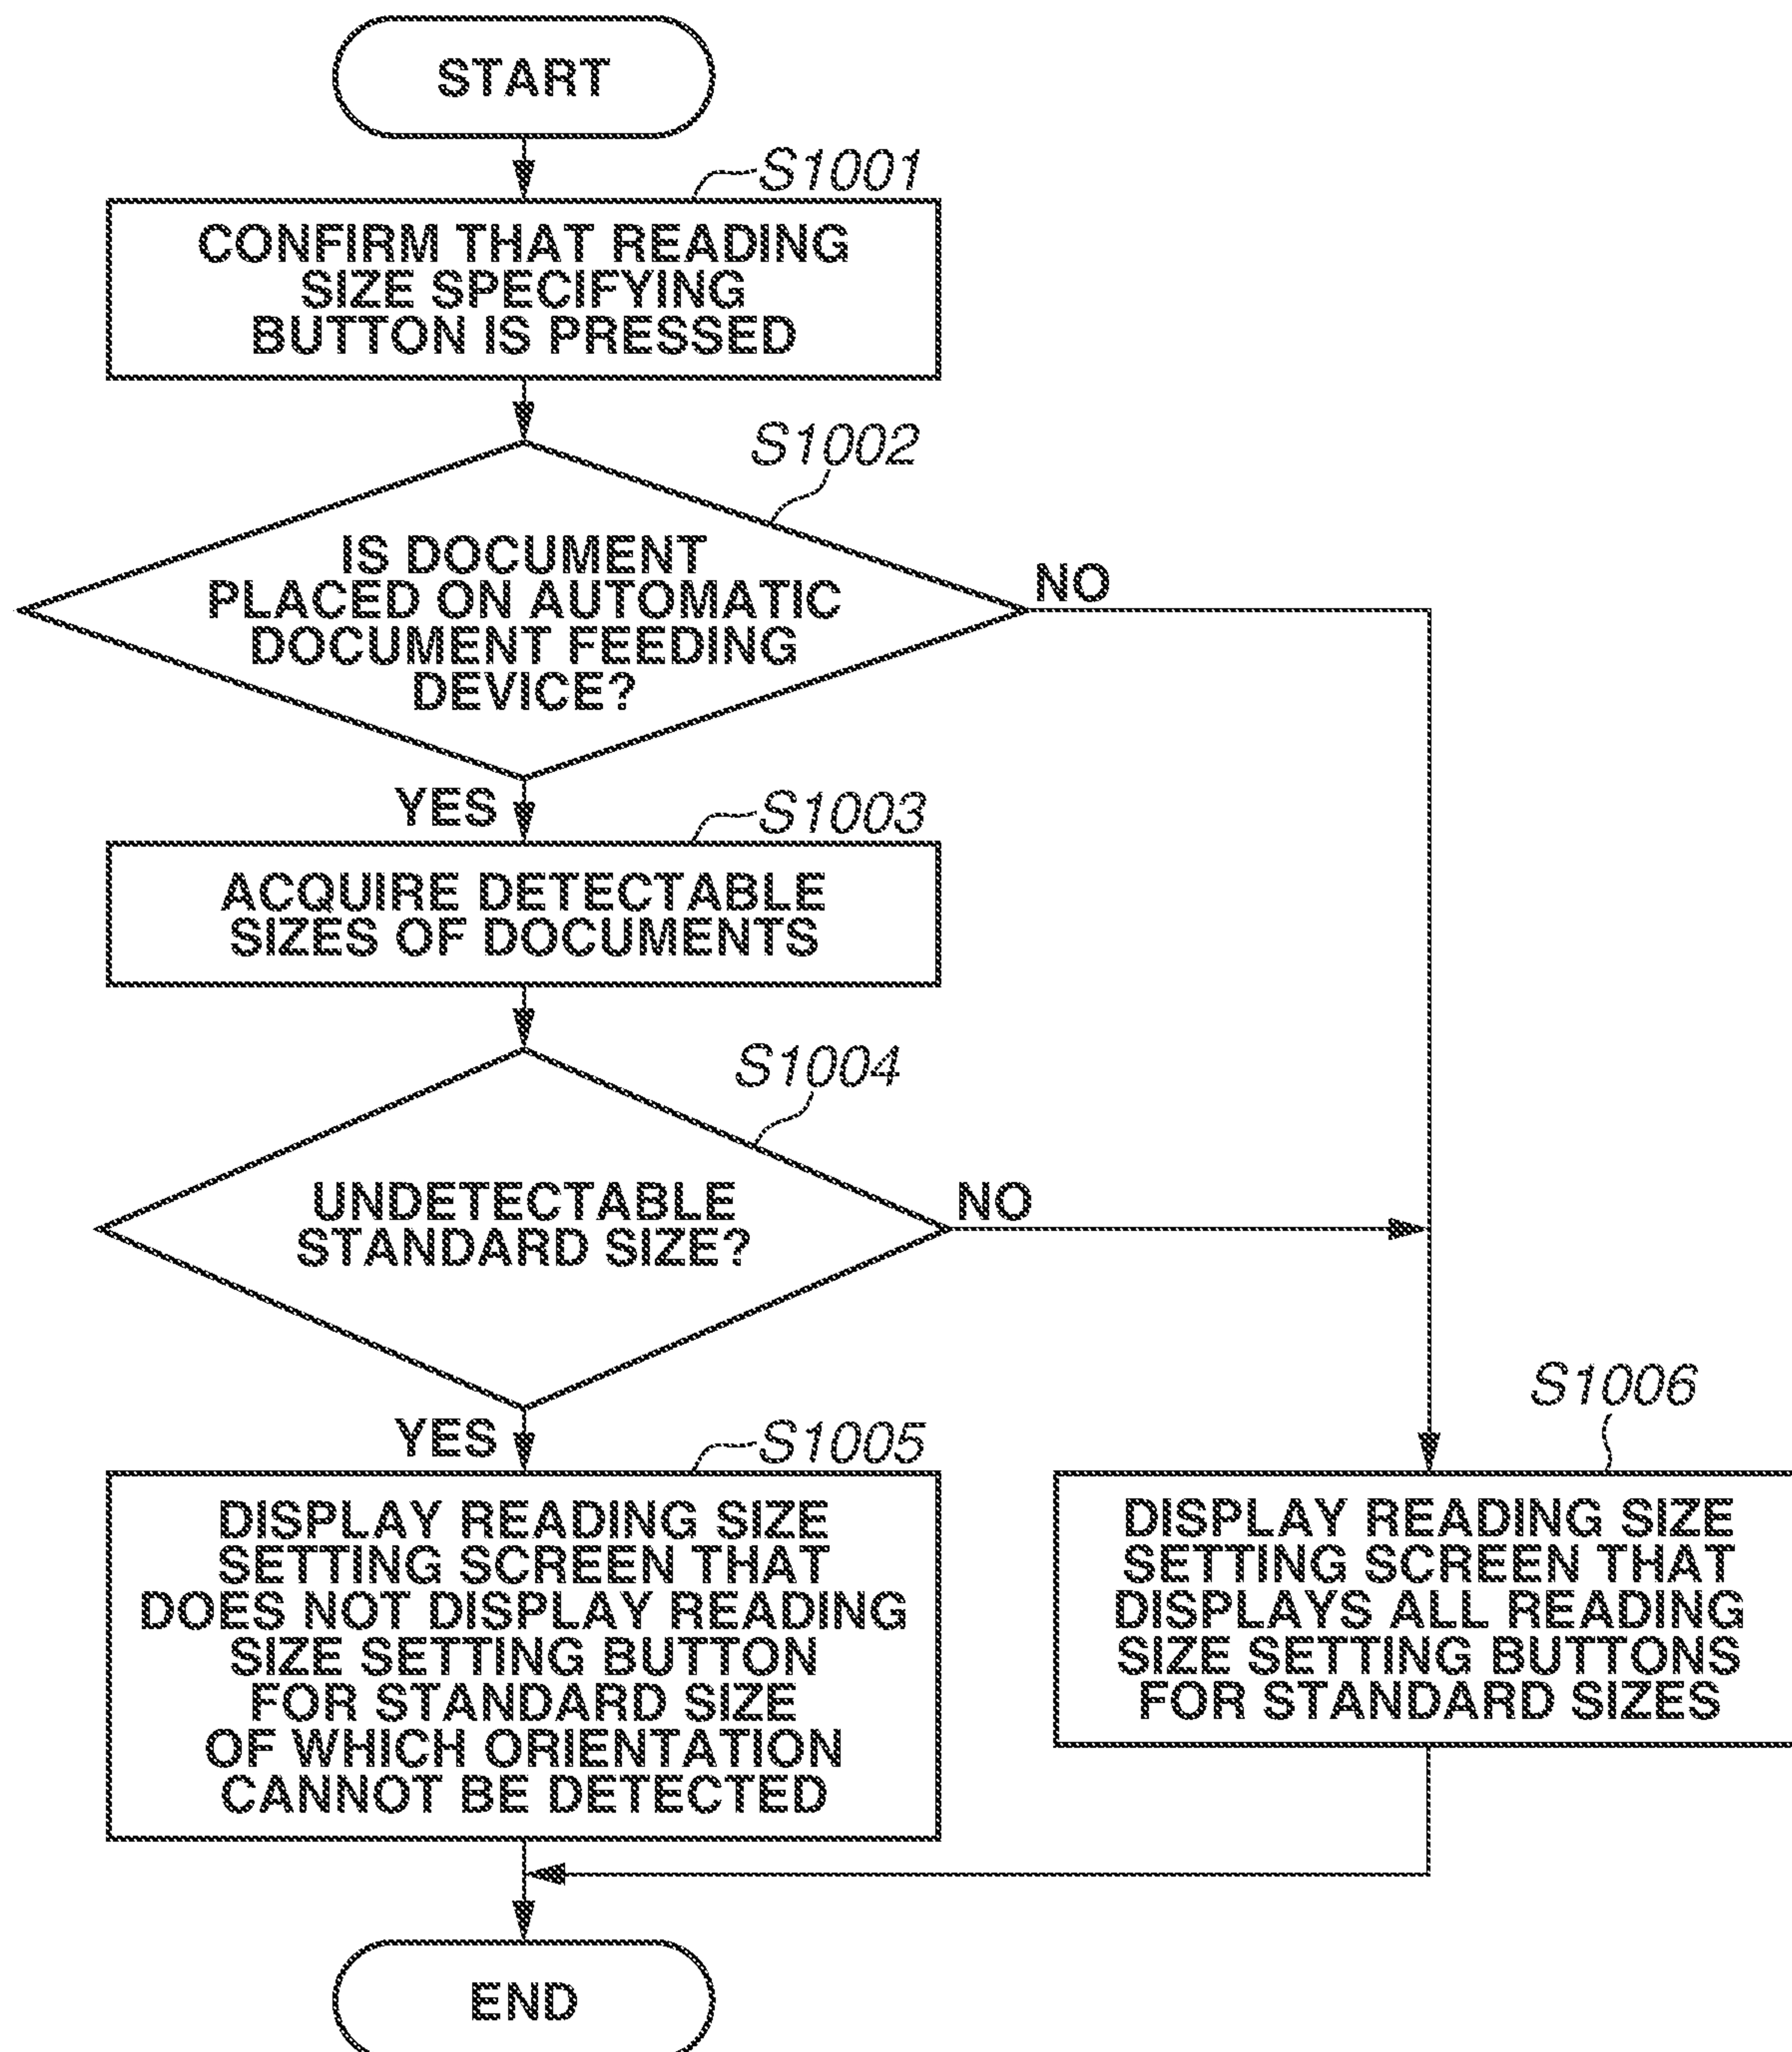 START
S1001
CONFIRM THAT READING
SIZE SPECIFYING
BUTTON IS PRESSED
S1002
IS DOCUMENT
PLACED ON AUTOMATIC
DOCUMENT FEEDING
DEVICE?
NO
YES
S1003
ACQUIRE DETECTABLE
SIZES OF DOCUMENTS
S1004
UNDETECTABLE
STANDARD SIZE?
NO
YES
S1005
DISPLAY READING SIZE
SETTING SCREEN THAT
DOES NOT DISPLAY READING
SIZE SETTING BUTTON
FOR STANDARD SIZE
OF WHICH ORIENTATION
CANNOT BE DETECTED
S1006
DISPLAY READING SIZE
SETTING SCREEN THAT
DISPLAYS ALL READING
SIZE SETTING BUTTONS
FOR STANDARD SIZES
END